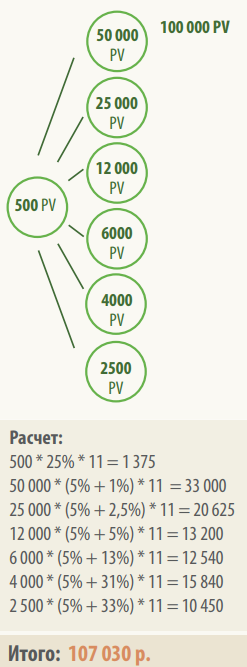 50 000
PV
100 000 PV
25 000
PV
12 000
PV
500 PV
6000
PV
4000
PV
2500
PV
Расчет:
500 * 25% * 11 = 1 375
50 000 * (5% + 1%) * 11 = 33 000
25 000 * (5% + 2,5%) * 11 = 20 625
12 000 * (5% + 5%) * 11 = 13 200
6 000 * (5% + 13%) * 11 = 12 540
4 000 * (5% + 31%) * 11 = 15 840
2 500 * (5% + 33%) * 11 = 10 450
Итого: 107 030 р.